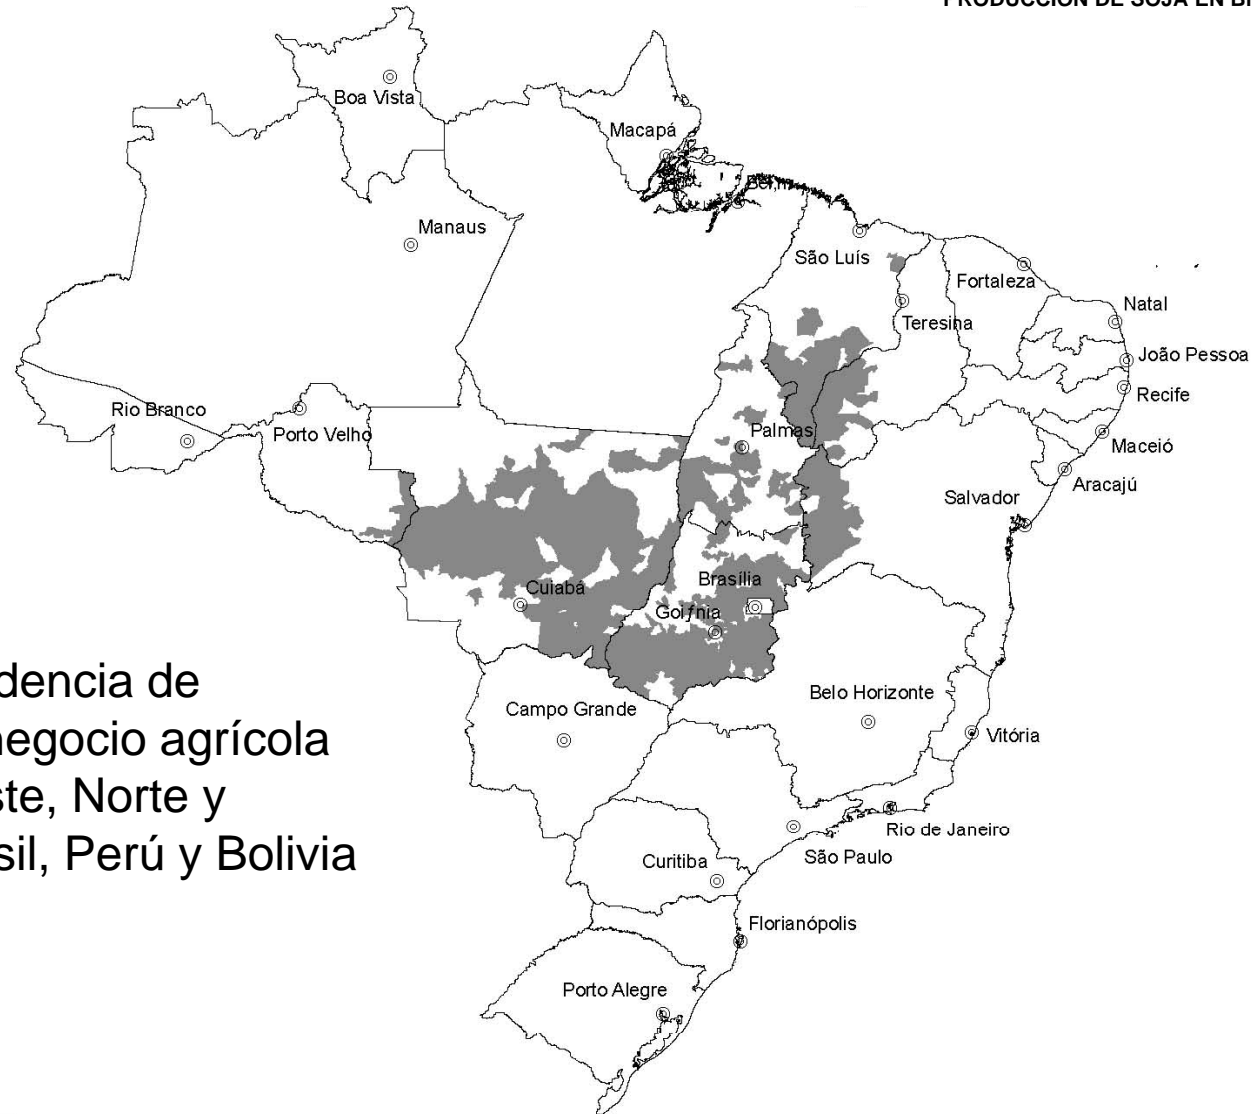 PRODUCCIÓN DE SOJA EN
Boa Vista
Macapá
Manaus
São Luís
Fortaleza
Teresina
Natal
João Pessoa
Recife
Rio Branco
Porto Velho
Palmas
Maceió
Aracajú
Salvador
Brasília
Cuiabá
Goiƒnia
dencia de
negocio agrícola
ste, Norte y
sil, Perú y Bolivia
Belo Horizonte
Campo Grande
Vitória
Rio de Janeiro
São Paulo
Curitiba
Florianópolis
Porto Alegre